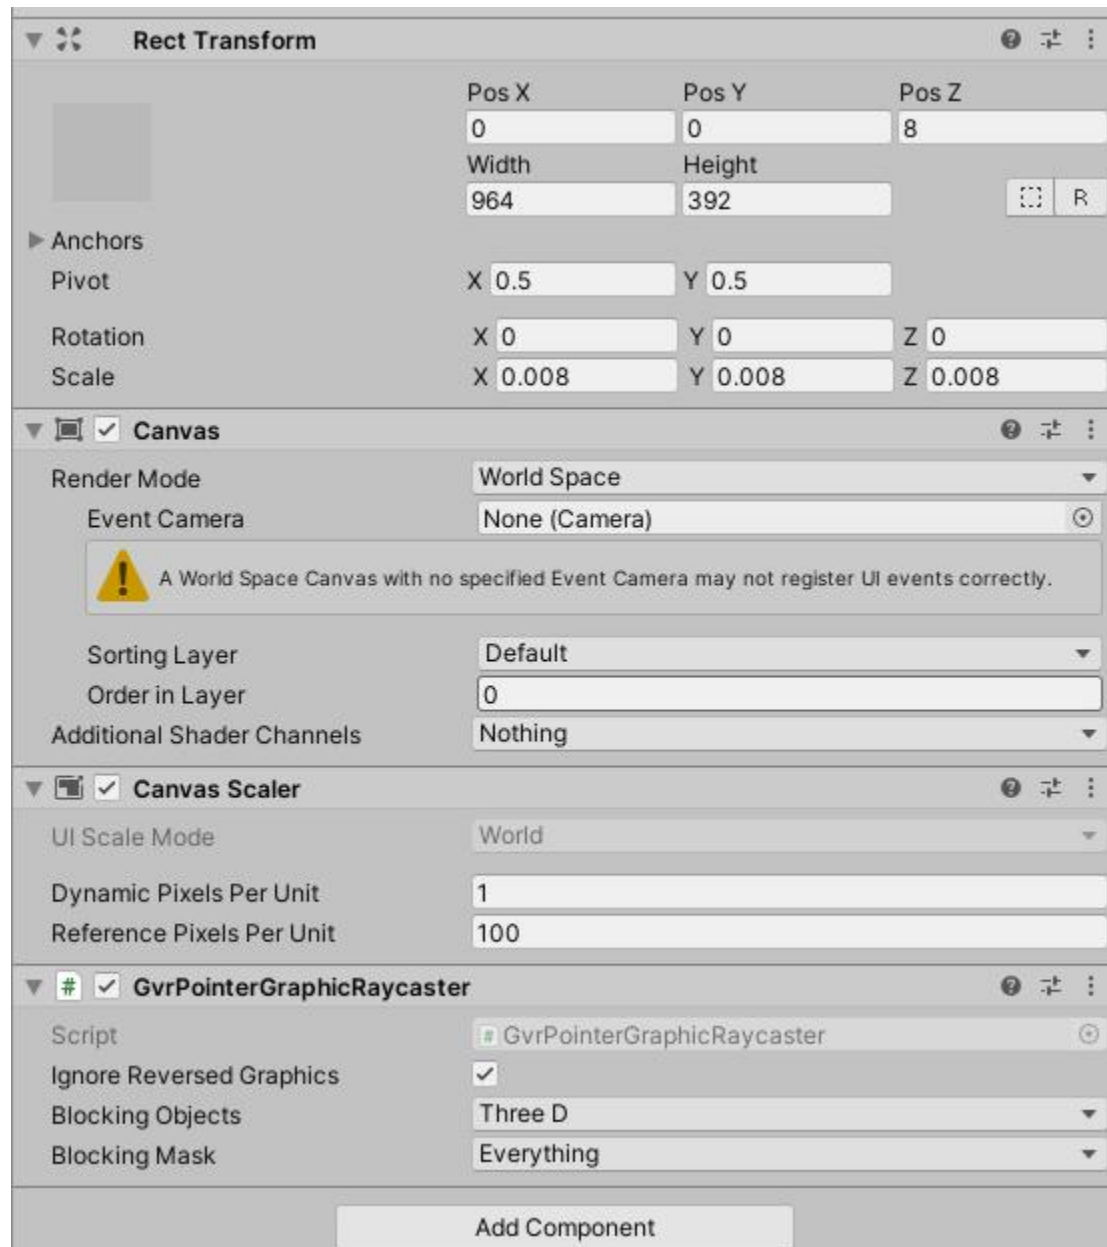 Rect Transform
Pos X Pos Y Pos Z
0 0 8
Width Height
964 392
R
Anchors
Pivot X 0.5 Y 0.5
Rotation X 0 Y 0 Z 0
Scale X 0.008 Y 0.008 Z 0.008
Canvas
Render Mode World Space
Event Camera None (Camera)
A World Space Canvas with no specified Event Camera may not register UI events correctly.
Sorting Layer Default
Order in Layer 0
Additional Shader Channels Nothing
Canvas Scaler
UI Scale Mode World
Dynamic Pixels Per Unit 1
Reference Pixels Per Unit 100
# GvrPointerGraphicRaycaster
Script # GvrPointerGraphicRaycaster
Ignore Reversed Graphics
Blocking Objects Three D
Blocking Mask Everything
Add Component